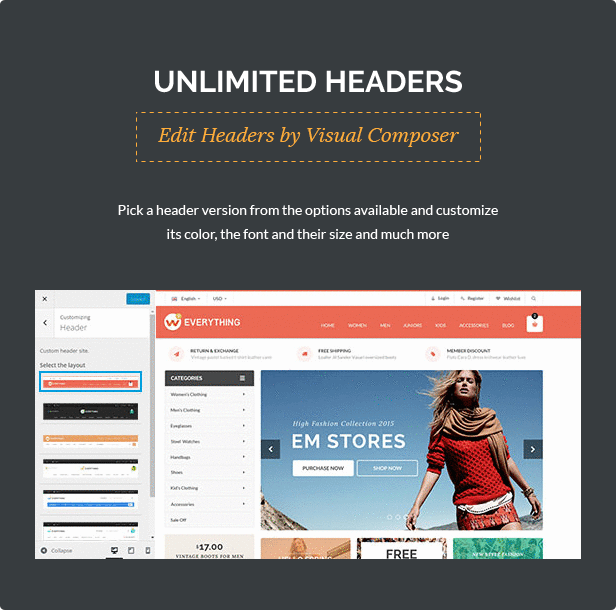 UNLIMITED HEADERS
Edit Headers by Visual Composer
Pick a header version from the options available and customize
its color, the font and their size and much more
English
USD
Login
Register
Wishlist
Customizing
Header
W EVERYTHING
HOME WOMEN MEN JUNIORS KIDS ACCESSORIES BLOG
Custom header site.
Select the layout
RETURN & EXCHANGE
FREE SHIPPING
MEMBER DISCOUNT
CATEGORIES
Women's Clothing
Men's Clothing
Eyeglasses
Steel Watches
Handbags
Shoes
Kid's Clothing
Accessories
Sale Off
High Fashion Collection 2015
EM STORES
PURCHASE NOW
SHOP NOW
Collapse
$17.00
VINTAGE BOOTS FOR MEN
FREE
NEW STYLE FASHION